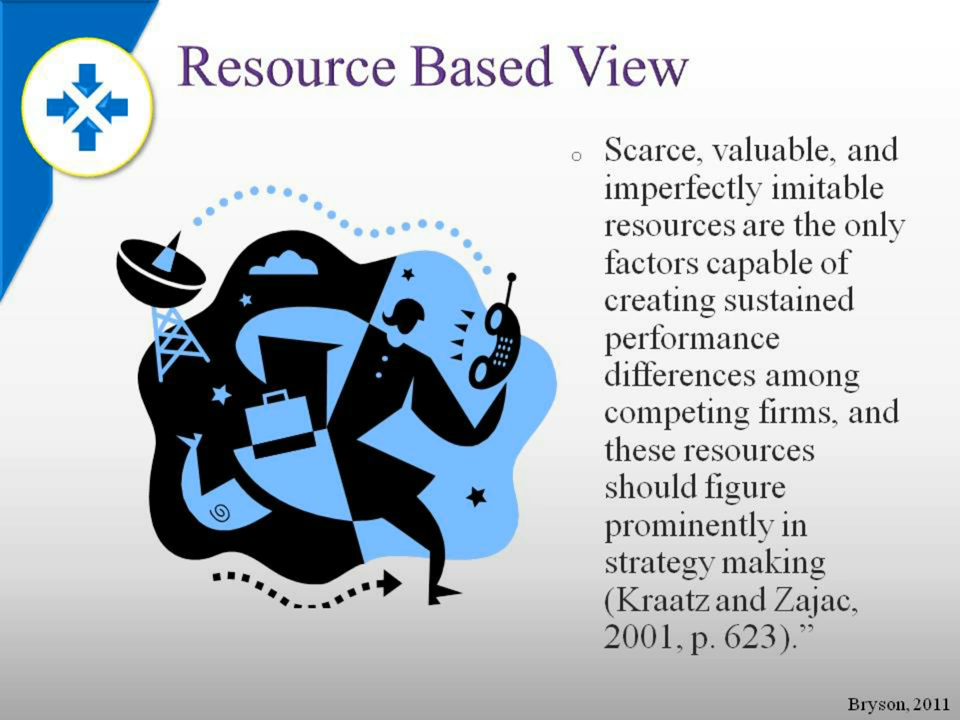 Resource Based View
○ Scarce, valuable, and
imperfectly imitable
resources are the only
factors capable of
creating sustained
performance
differences among
competing firms, and
these resources
should figure
prominently in
strategy making
(Kraatz and Zajac,
2001, p. 623).”
Bryson, 2011